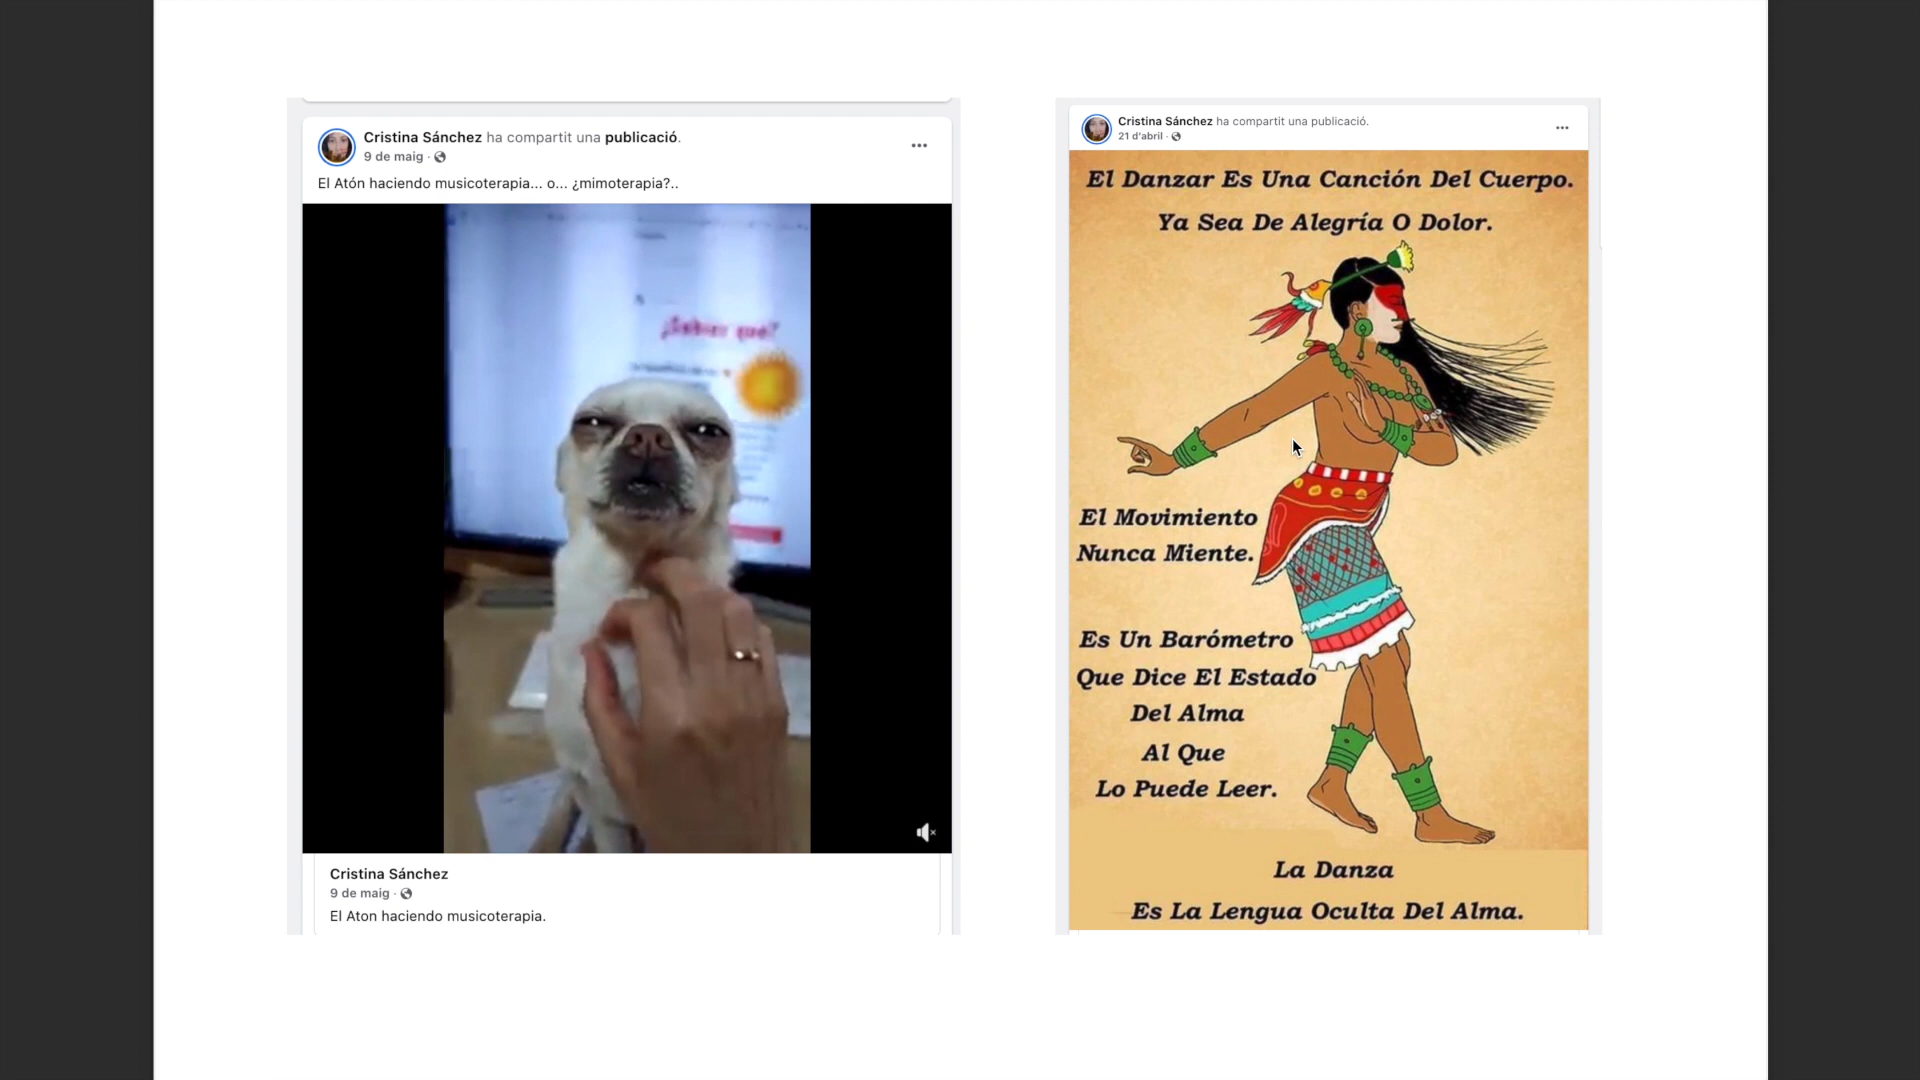 Cristina Sánchez ha compartit una publicació.
9 de maig ·
El Atón haciendo musicoterapia... o... ¿mimoterapia?..
¿Sabíes què?
Cristina Sánchez
9 de maig ·
El Aton haciendo musicoterapia.
Cristina Sánchez ha compartit una publicació.
21 d'abril ·
El Danzar Es Una Canción Del Cuerpo.
Ya Sea De Alegría O Dolor.
El Movimiento
Nunca Miente.
Es Un Barómetro
Que Dice El Estado
Del Alma
Al Que
Lo Puede Leer.
La Danza
Es La Lengua Oculta Del Alma.